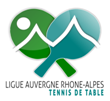 LIGUE AUVERGNE RHONE-ALPES
TENNIS DE TABLE